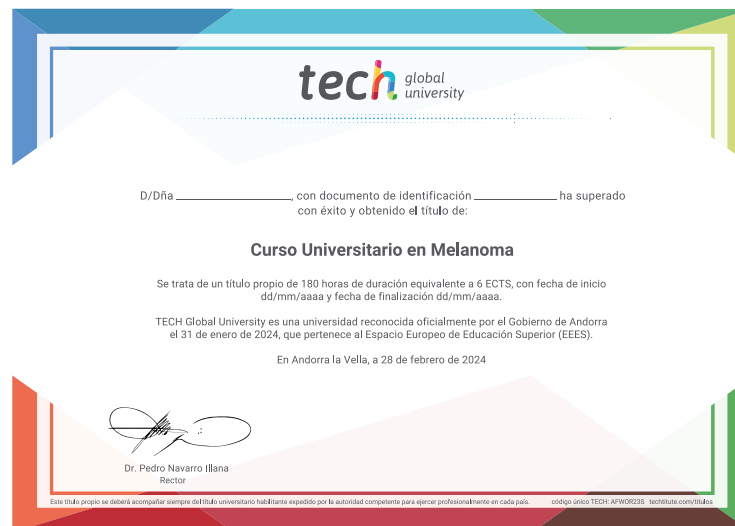 tech global
university
D/Dña ____________________, con documento de identificación ______________ ha superado
con éxito y obtenido el título de:
Curso Universitario en Melanoma
Se trata de un título propio de 180 horas de duración equivalente a 6 ECTS, con fecha de inicio
dd/mm/aaaa y fecha de finalización dd/mm/aaaa.
TECH Global University es una universidad reconocida oficialmente por el Gobierno de Andorra
el 31 de enero de 2024, que pertenece al Espacio Europeo de Educación Superior (EEES).
En Andorra la Vella, a 28 de febrero de 2024
Dr. Pedro Navarro Illana
Rector
Este título propio se deberá acompañar siempre del título universitario habilitante expedido por la autoridad competente para ejercer profesionalmente en cada país. código único TECH: AFWOR23S techtitute.com/titulos